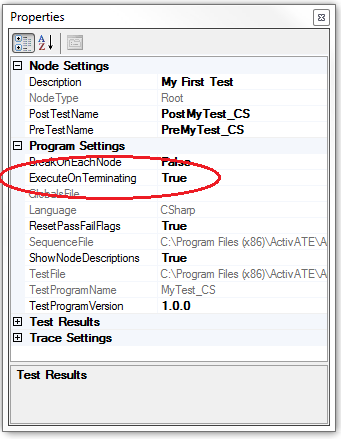 Properties
Node Settings
Description My First Test
NodeType Root
PostTestName PostMyTest_CS
PreTestName PreMyTest_CS
Program Settings
BreakOnEachNode False
ExecuteOnTerminating True
GlobalsFile
Language CSharp
ResetPassFailFlags True
SequenceFile C:\Program Files (x86)\ActivATE\A
ShowNodeDescriptions True
TestFile C:\Program Files (x86)\ActivATE\A
TestProgramName MyTest_CS
TestProgramVersion 1.0.0
Test Results
Trace Settings
Test Results